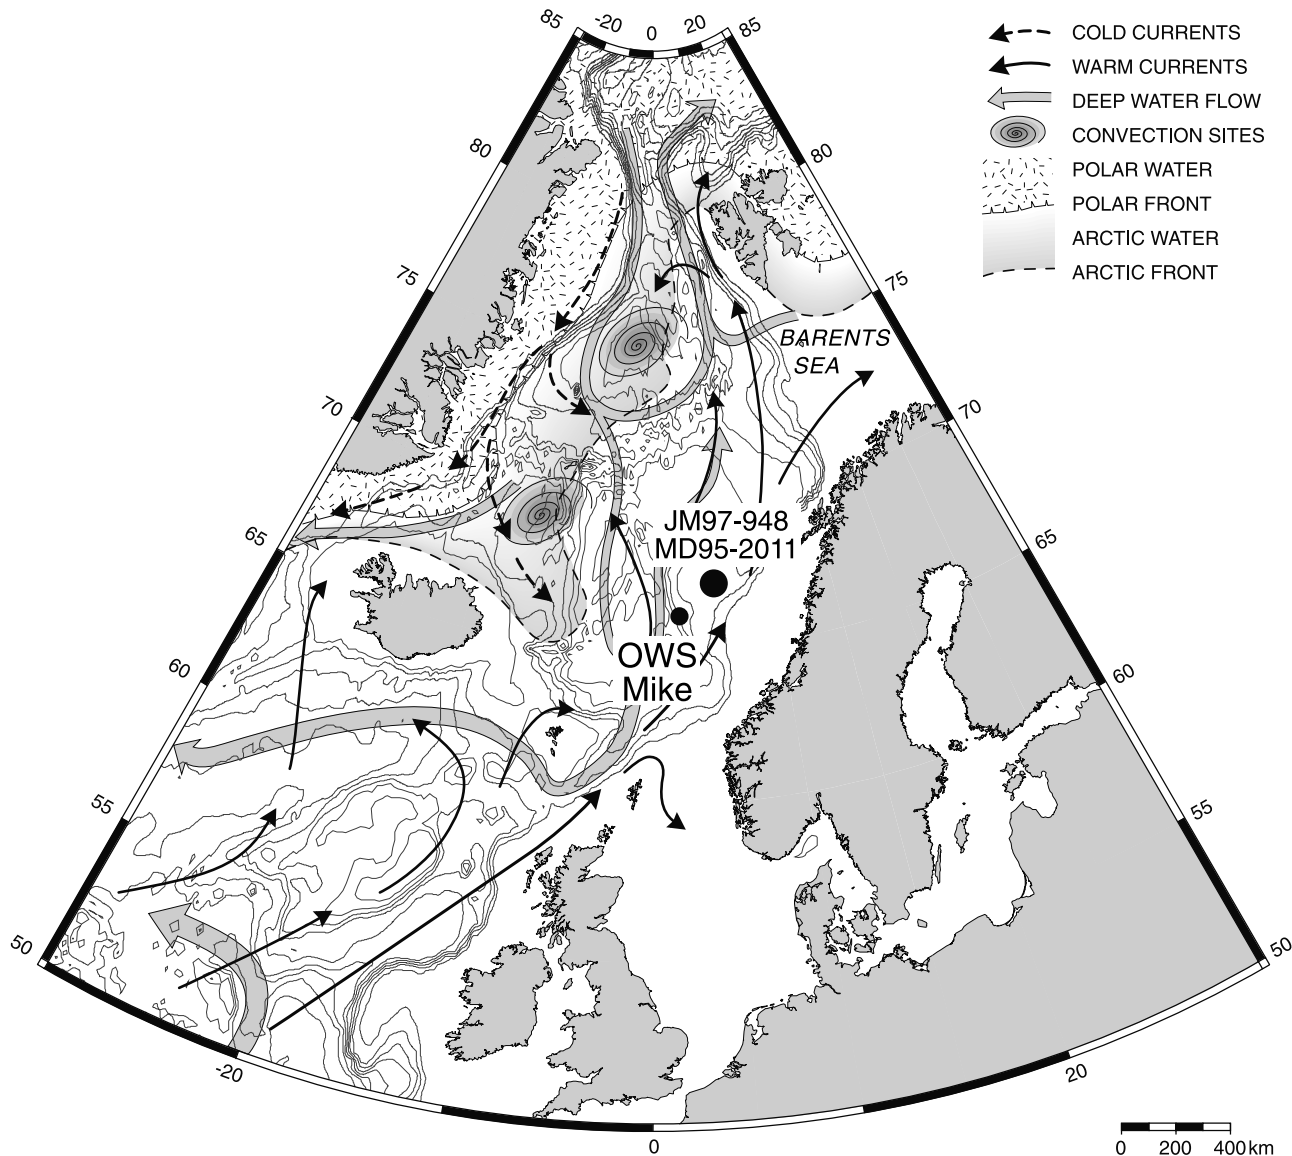 85
-20
0
20
85
COLD CURRENTS
WARM CURRENTS
DEEP WATER FLOW
CONVECTION SITES
POLAR WATER
POLAR FRONT
ARCTIC WATER
ARCTIC FRONT
80
80
75
75
BARENTS
SEA
70
70
JM97-948
MD95-2011
65
65
OWS
Mike
60
60
55
55
50
50
-20
0
20
0 200 400 km